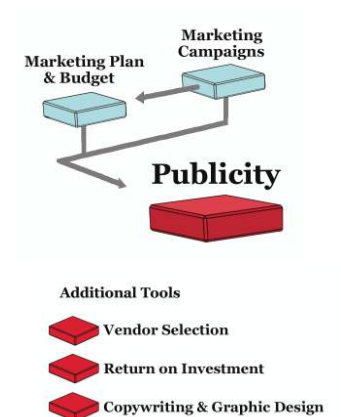 Marketing
Campaigns
Marketing Plan
& Budget
Publicity
Additional Tools
Vendor Selection
Return on Investment
Copywriting & Graphic Design